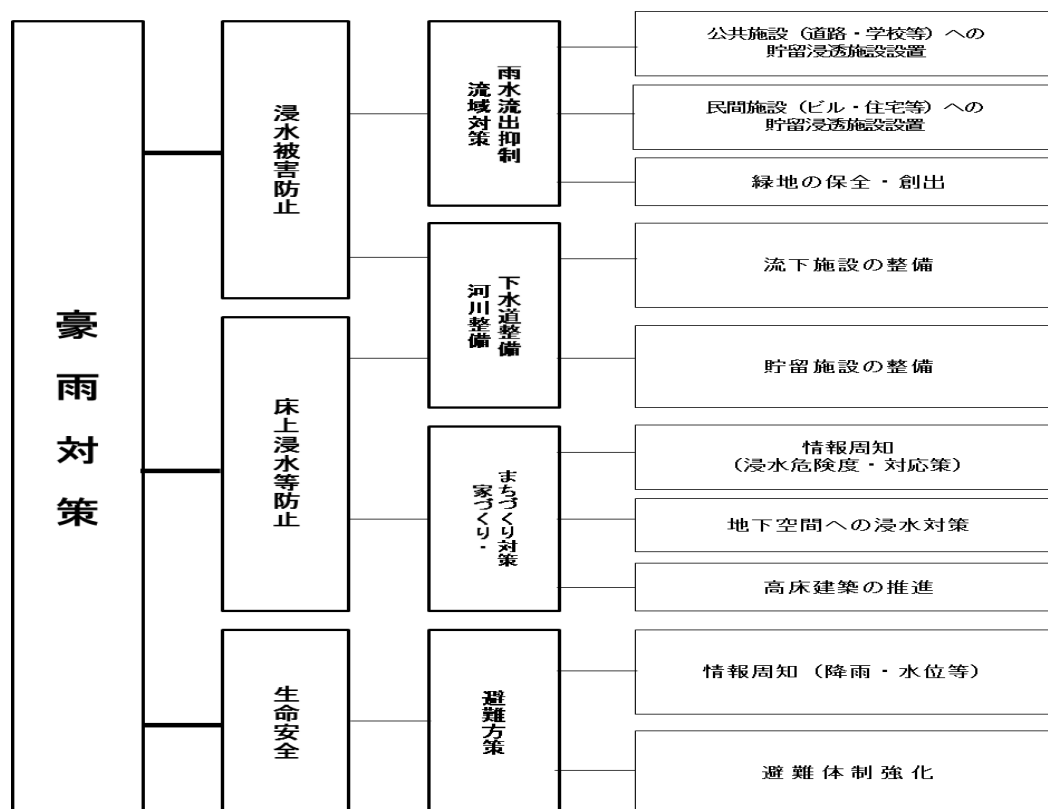 豪雨対策
浸水被害防止
雨水流出抑制
流域対策
公共施設（道路・学校等）への
貯留浸透施設設置
民間施設（ビル・住宅等）への
貯留浸透施設設置
緑地の保全・創出
下水道整備
河川整備
流下施設の整備
貯留施設の整備
床上浸水等防止
まちづくり対策
家づくり・
情報周知
（浸水危険度・対応策）
地下空間への浸水対策
高床建築の推進
生命安全
避難方策
情報周知（降雨・水位等）
避難体制強化